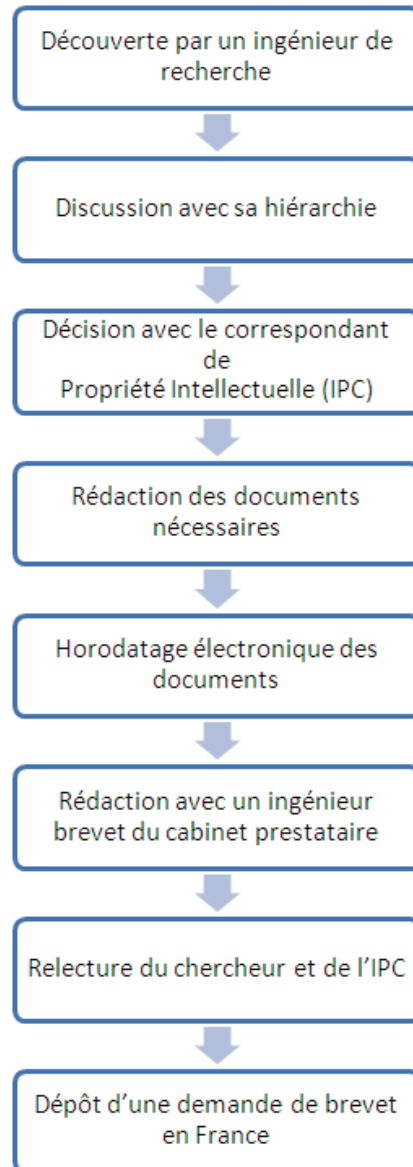 Découverte par un ingénieur de
recherche
Discussion avec sa hiérarchie
Décision avec le correspondant
de
Propriété Intellectuelle (IPC)
Rédaction des documents
nécessaires
Horodatage électronique des
documents
Rédaction avec un ingénieur
brevet du cabinet prestataire
Relecture du chercheur et de l’IPC
Dépôt d’une demande de brevet
en France